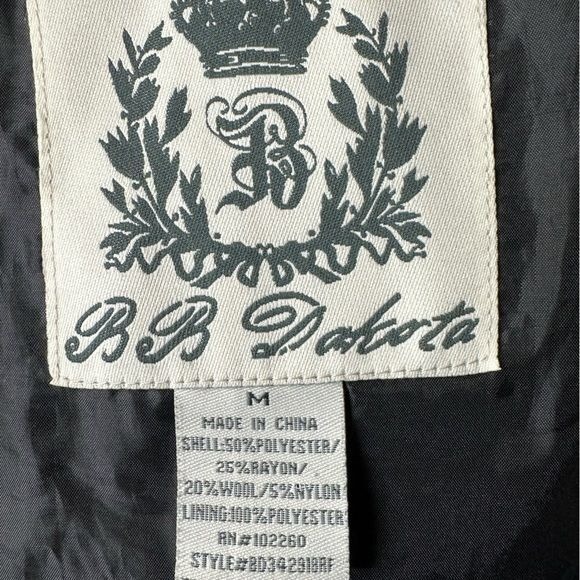 B
BB Dakota
M
MADE IN CHINA
SHELL:50%POLYESTER/
25%RAYON/
20%WOOL/5%NYLON
LINING:100%POLYESTER
RN#102260
STYLE#BD342918RF